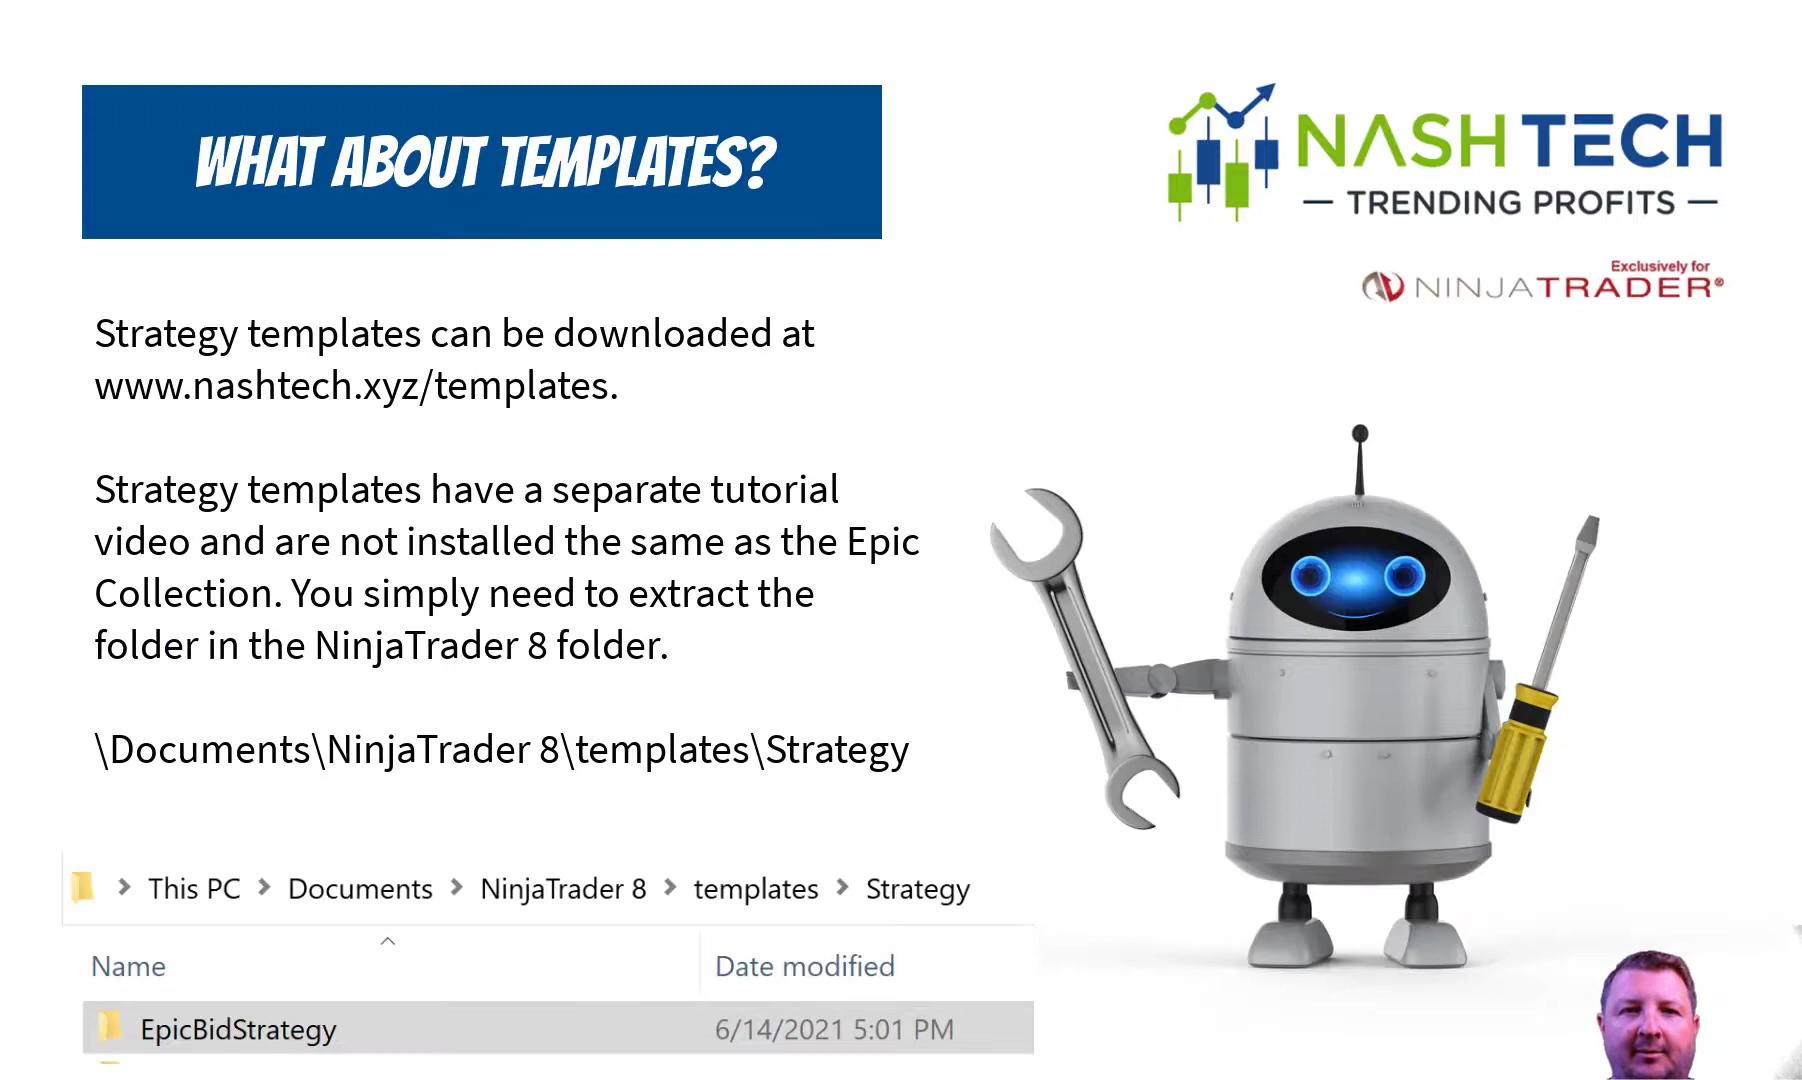 WHAT ABOUT TEMPLATES?
NASH TECH
— TRENDING PROFITS —
Exclusively for
NINJATRADER®
Strategy templates can be downloaded at
www.nashtech.xyz/templates.
Strategy templates have a separate tutorial
video and are not installed the same as the Epic
Collection. You simply need to extract the
folder in the NinjaTrader 8 folder.
\Documents\NinjaTrader 8\templates\Strategy
This PC > Documents > NinjaTrader 8 > templates > Strategy
Name Date modified
EpicBidStrategy 6/14/2021 5:01 PM